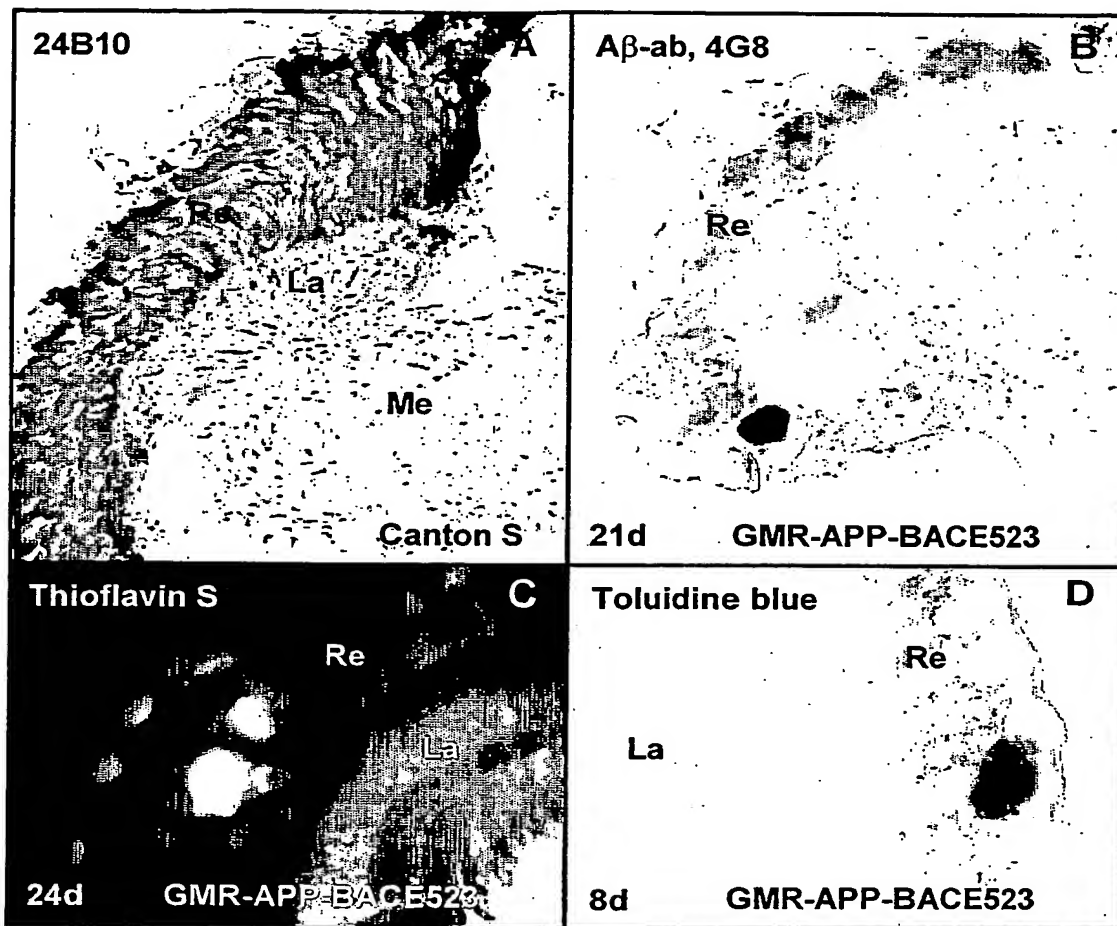 24B10 A
Re
La
Me
Canton S
Aβ-ab, 4G8 B
Re
21d GMR-APP-BACE523
Thioflavin S C
Re
La
24d GMR-APP-BACE523
Toluidine blue D
Re
La
8d GMR-APP-BACE523